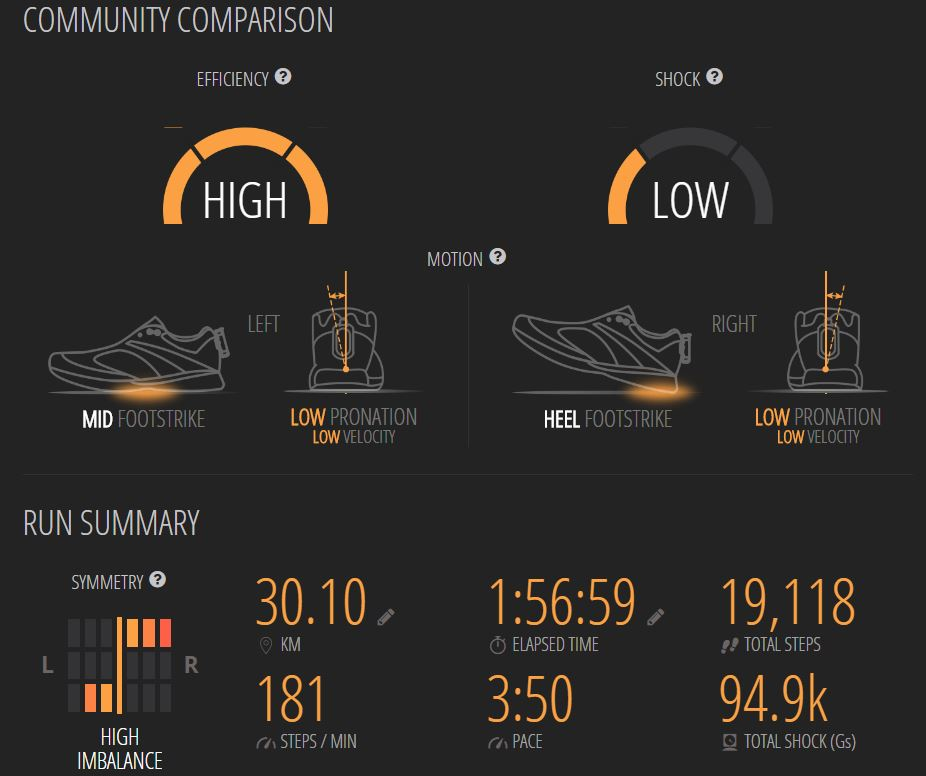 COMMUNITY COMPARISON
EFFICIENCY ?
SHOCK ?
HIGH
LOW
MOTION ?
LEFT
RIGHT
MID FOOTSTRIKE
LOW PRONATION
LOW VELOCITY
HEEL FOOTSTRIKE
LOW PRONATION
LOW VELOCITY
RUN SUMMARY
SYMMETRY ?
L
R
HIGH
IMBALANCE
30.10
KM
1:56:59
ELAPSED TIME
19,118
TOTAL STEPS
181
STEPS / MIN
3:50
PACE
94.9k
TOTAL SHOCK (Gs)